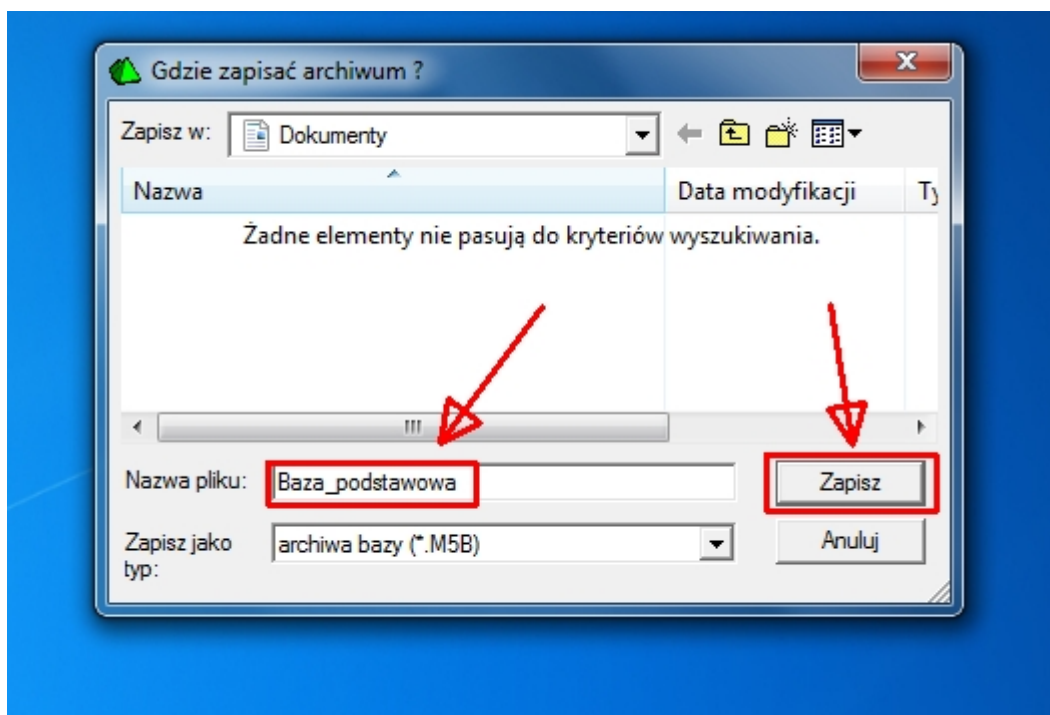 Gdzie zapisać archiwum ?
Zapisz w: Dokumenty
Nazwa Data modyfikacji Ty
Żadne elementy nie pasują do kryteriów wyszukiwania.
Nazwa pliku: Baza_podstawowa Zapisz
Zapisz jako typ: archiwa bazy (*.M5B) Anuluj